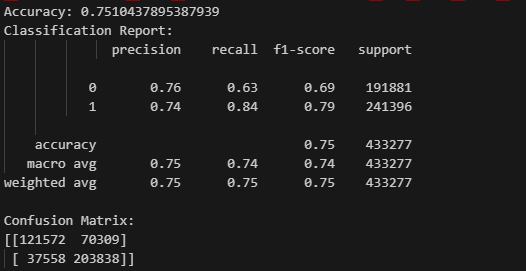 Accuracy: 0.7510437895387939
Classification Report:
precision recall f1-score support
0 0.76 0.63 0.69 191881
1 0.74 0.84 0.79 241396
accuracy 0.75 433277
macro avg 0.75 0.74 0.74 433277
weighted avg 0.75 0.75 0.75 433277
Confusion Matrix:
[[121572 70309]
[ 37558 203838]]